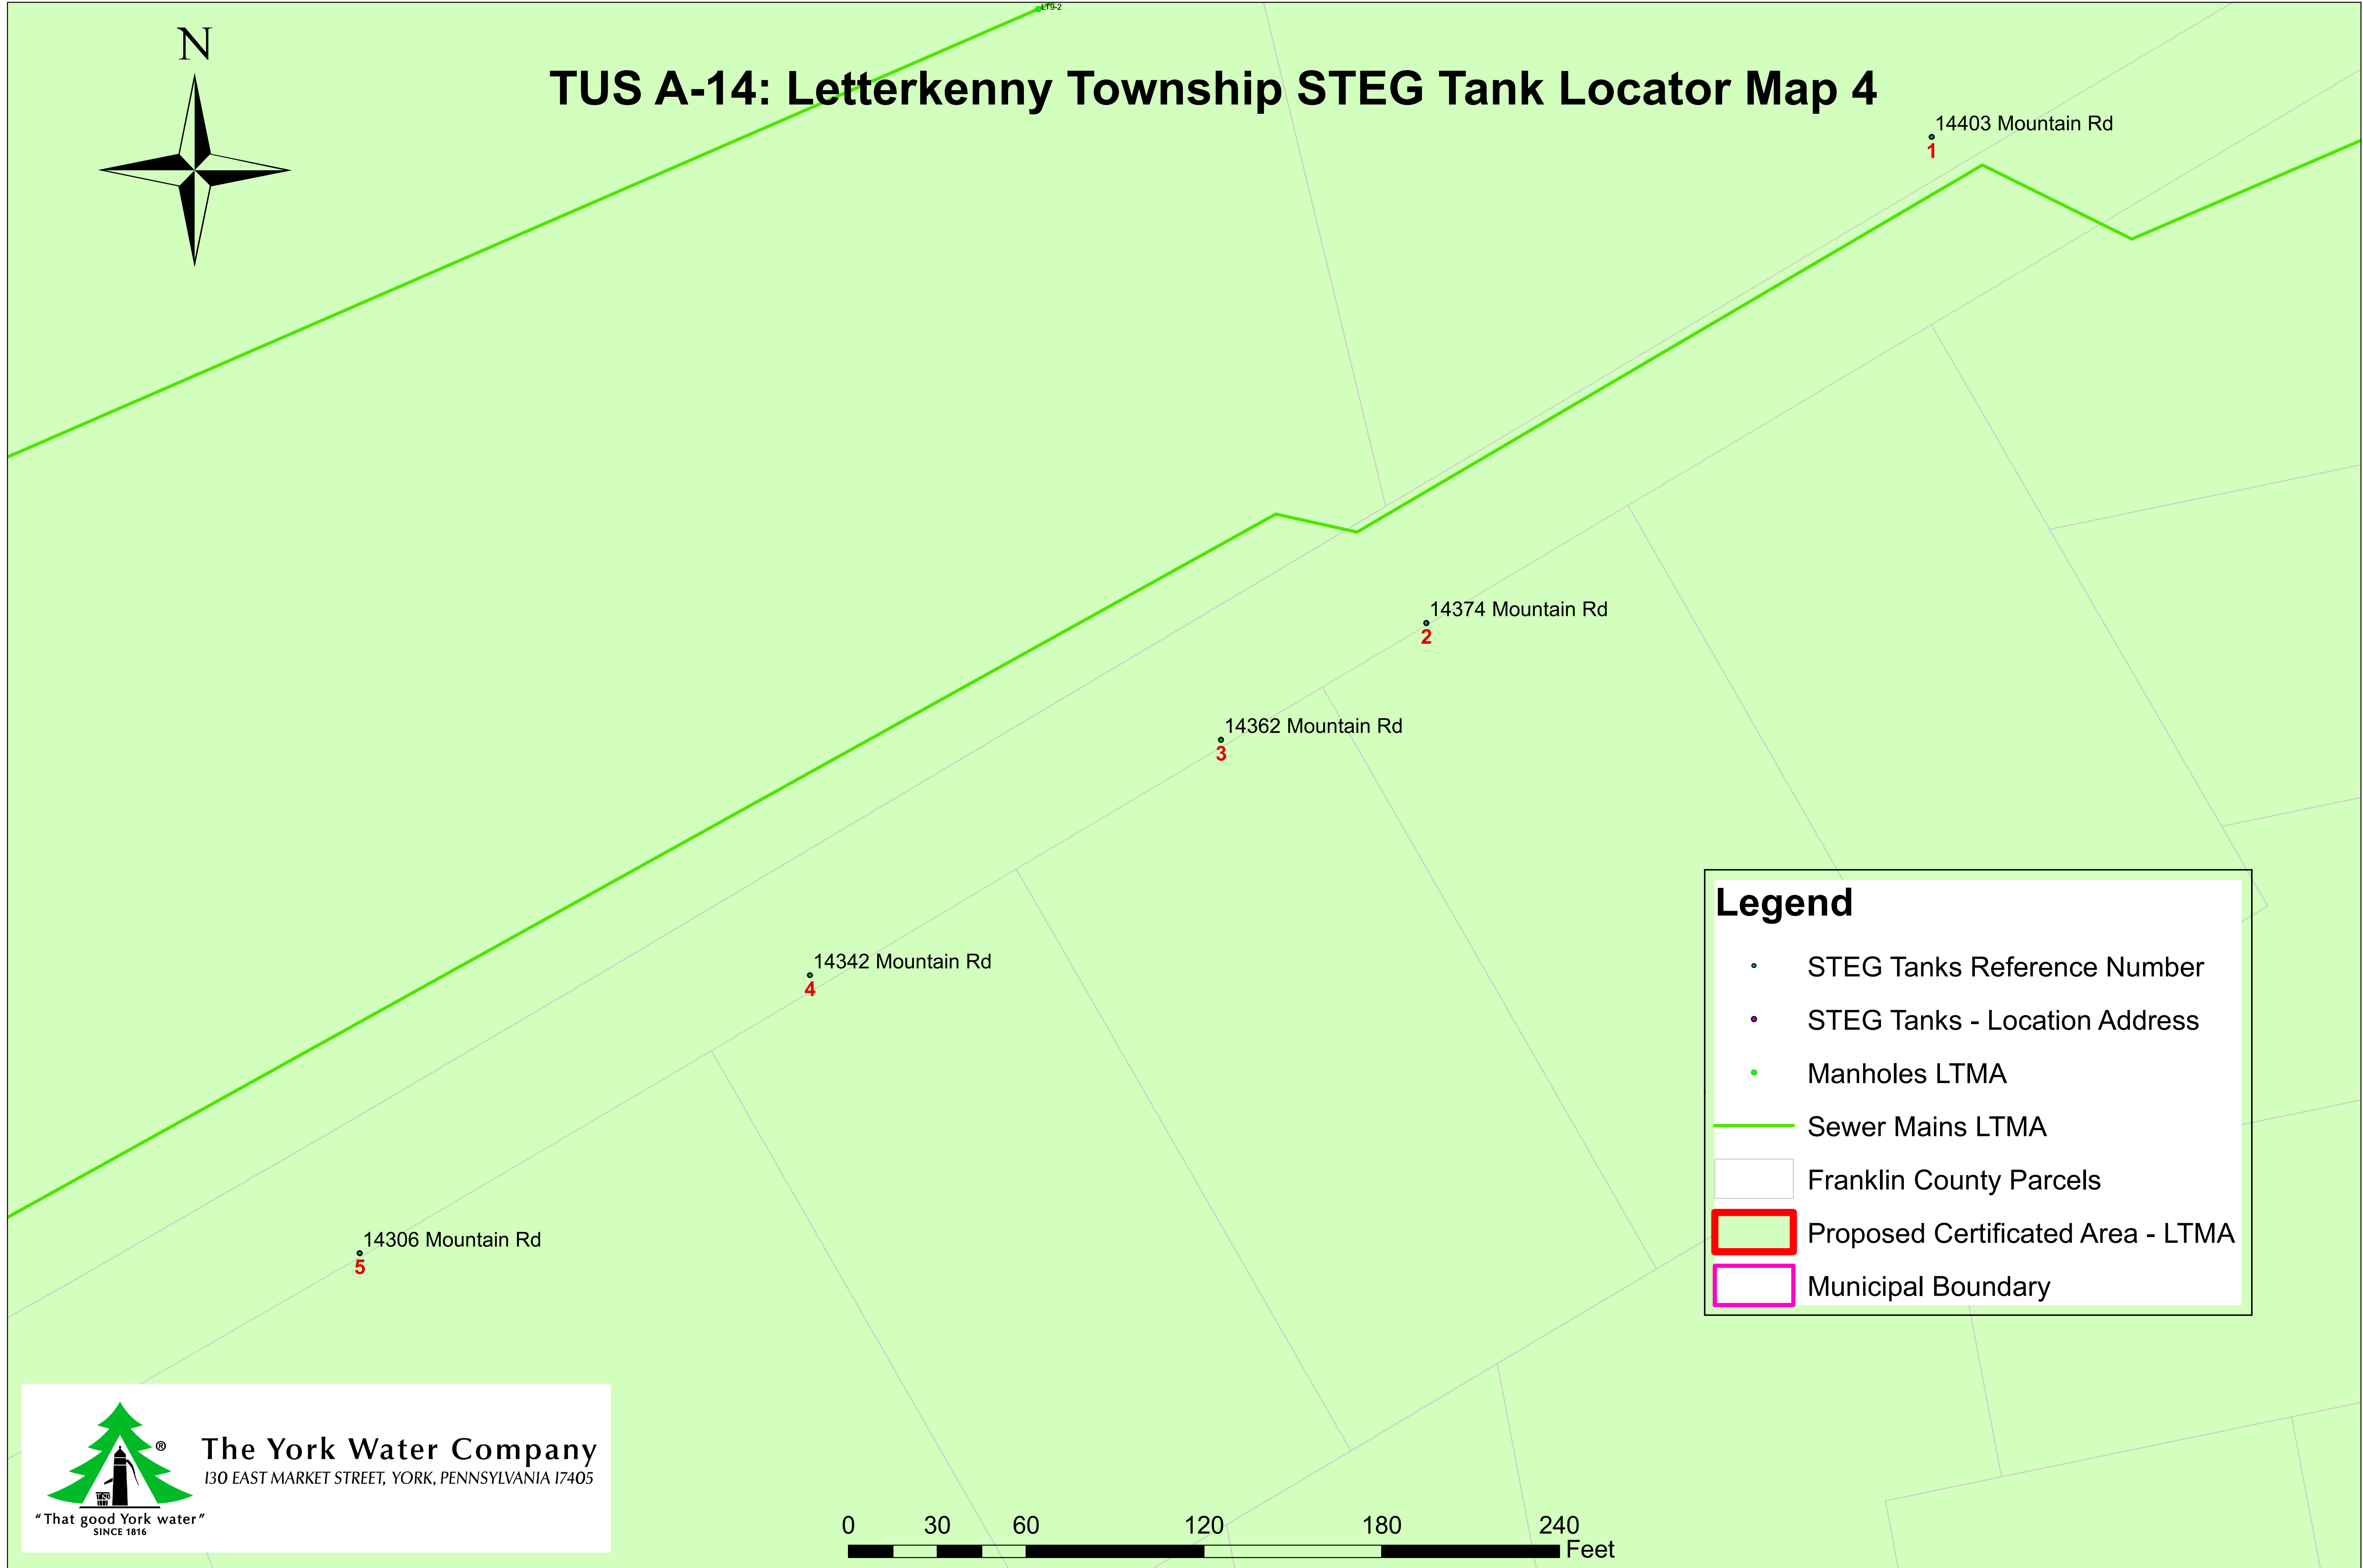 LT9-2
N
TUS A-14: Letterkenny Township STEG Tank Locator Map 4
14403 Mountain Rd
1
14374 Mountain Rd
2
14362 Mountain Rd
3
14342 Mountain Rd
4
14306 Mountain Rd
5
Legend
STEG Tanks Reference Number
STEG Tanks - Location Address
Manholes LTMA
Sewer Mains LTMA
Franklin County Parcels
Proposed Certificated Area - LTMA
Municipal Boundary
®
The York Water Company
130 EAST MARKET STREET, YORK, PENNSYLVANIA 17405
"That good York water"
SINCE 1816
0 30 60 120 180 240
Feet